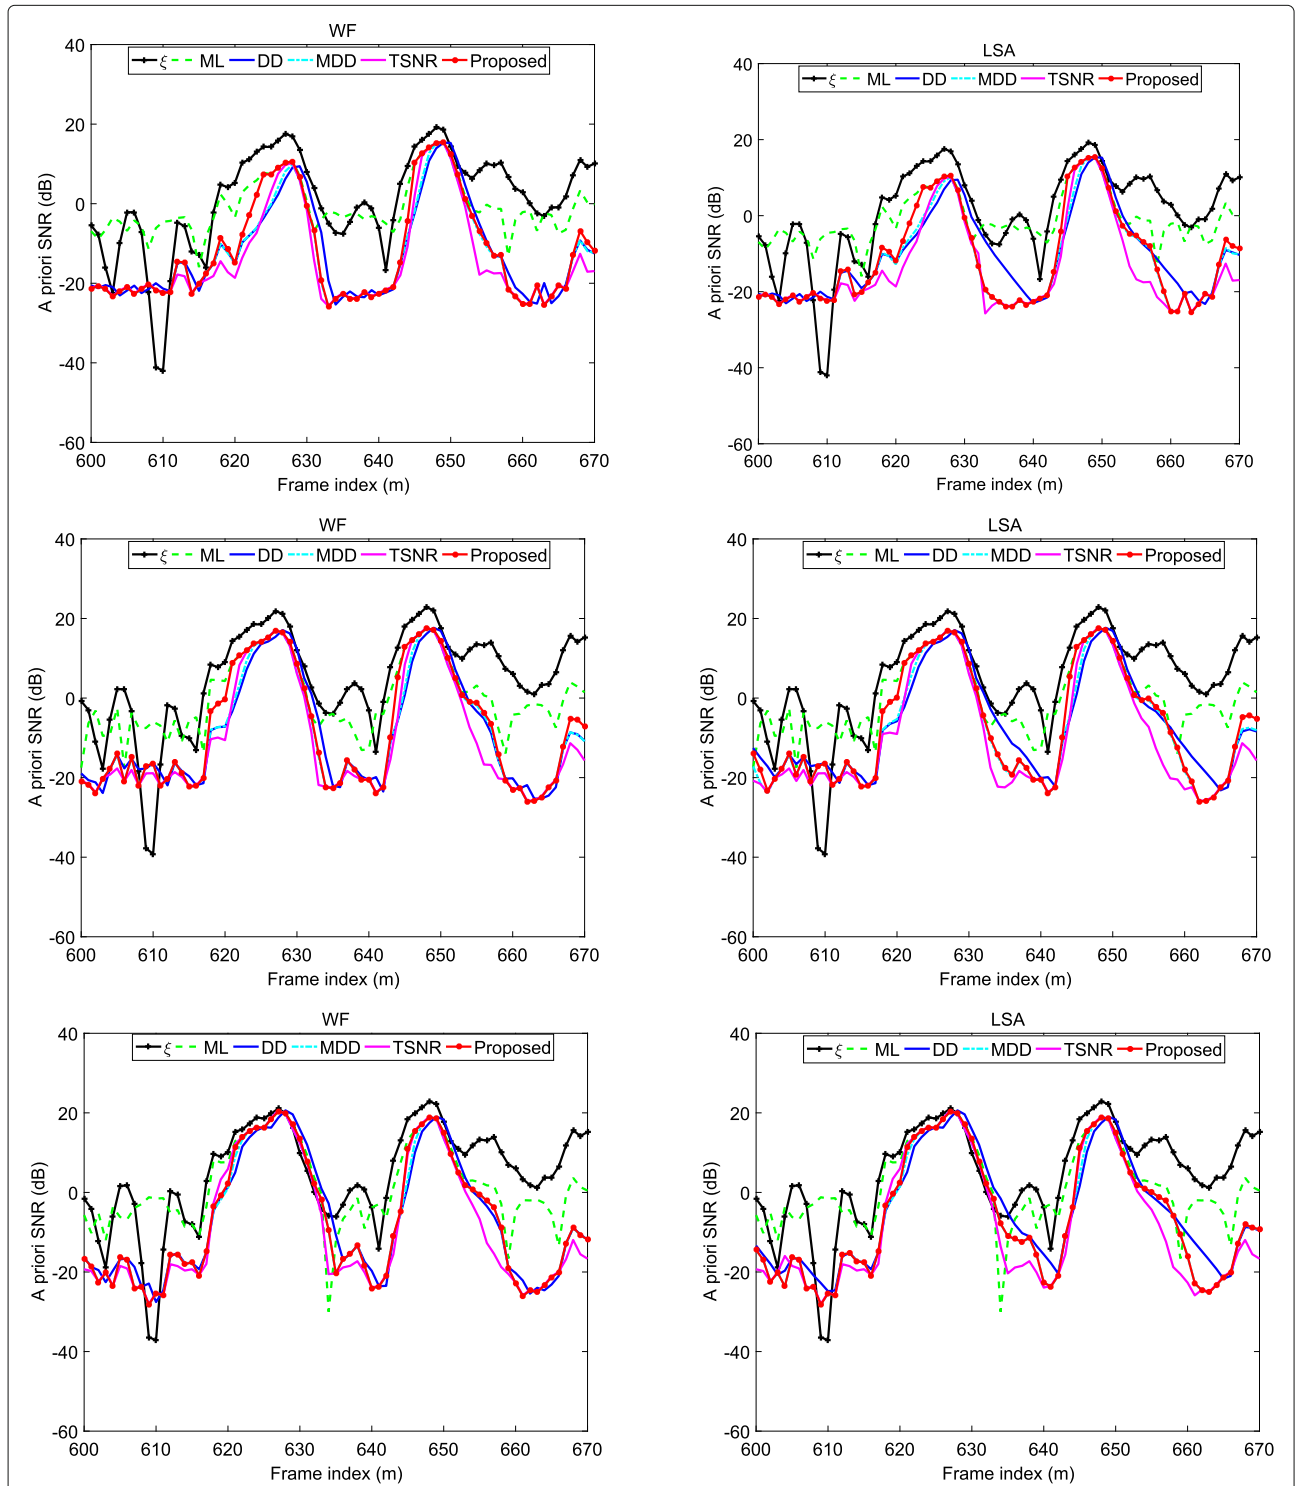 WF
ξ ML DD MDD TSNR Proposed
A priori SNR (dB)
40
20
0
-20
-40
-60
600 610 620 630 640 650 660 670
Frame index (m)
LSA
ξ ML DD MDD TSNR Proposed
A priori SNR (dB)
40
20
0
-20
-40
-60
600 610 620 630 640 650 660 670
Frame index (m)
WF
ξ ML DD MDD TSNR Proposed
A priori SNR (dB)
40
20
0
-20
-40
-60
600 610 620 630 640 650 660 670
Frame index (m)
LSA
ξ ML DD MDD TSNR Proposed
A priori SNR (dB)
40
20
0
-20
-40
-60
600 610 620 630 640 650 660 670
Frame index (m)
WF
ξ ML DD MDD TSNR Proposed
A priori SNR (dB)
40
20
0
-20
-40
-60
600 610 620 630 640 650 660 670
Frame index (m)
LSA
ξ ML DD MDD TSNR Proposed
A priori SNR (dB)
40
20
0
-20
-40
-60
600 610 620 630 640 650 660 670
Frame index (m)